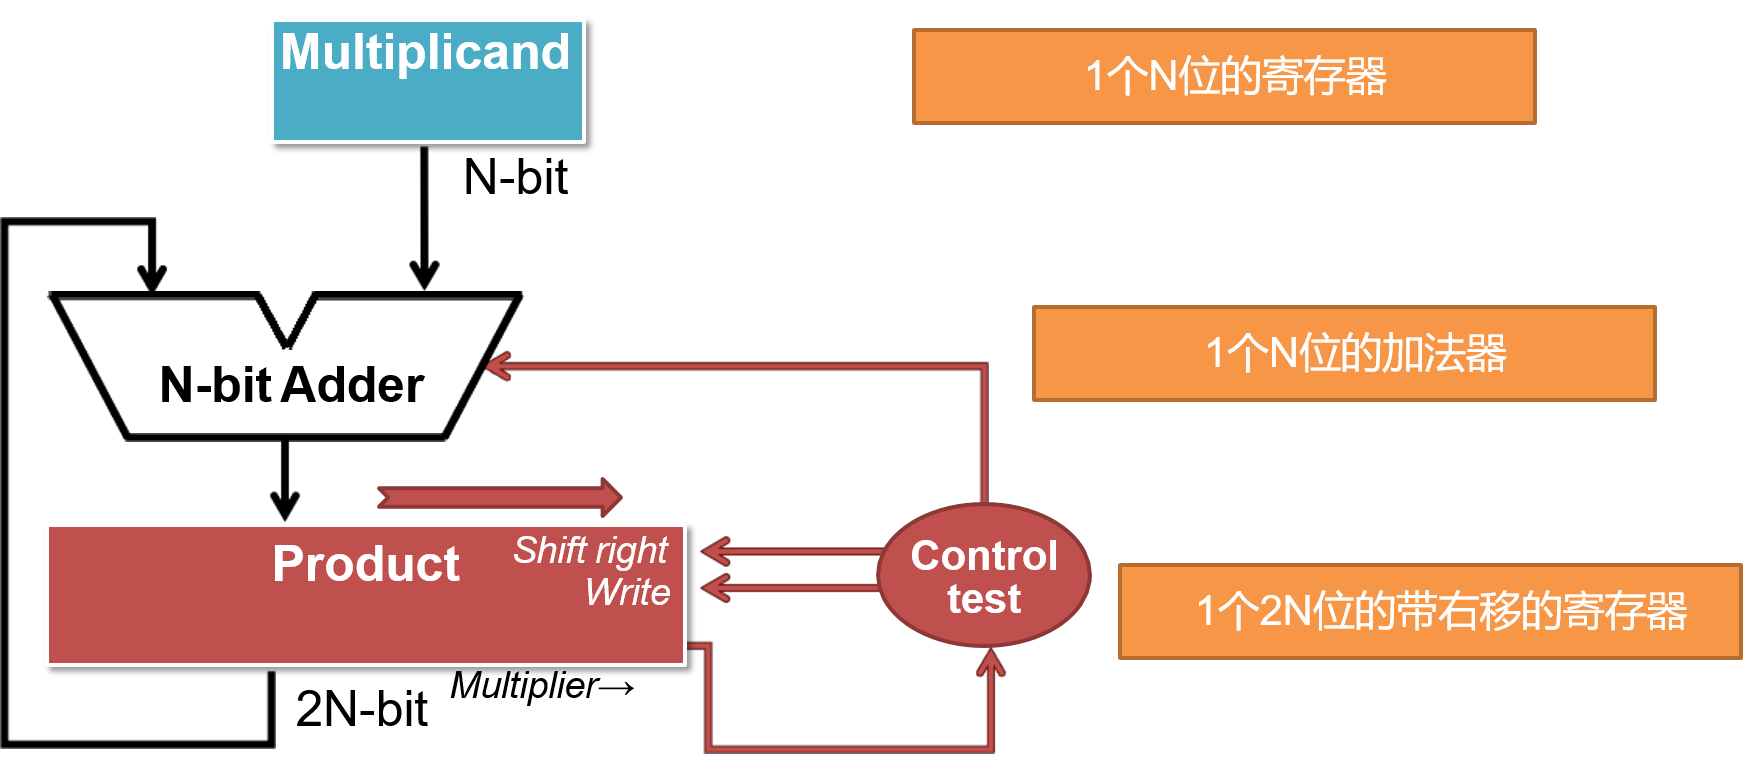 Multiplicand
1个N位的寄存器
N-bit
N-bit Adder
1个N位的加法器
Product
Shift right
Write
Control
test
1个2N位的带右移的寄存器
Multiplier→
2N-bit